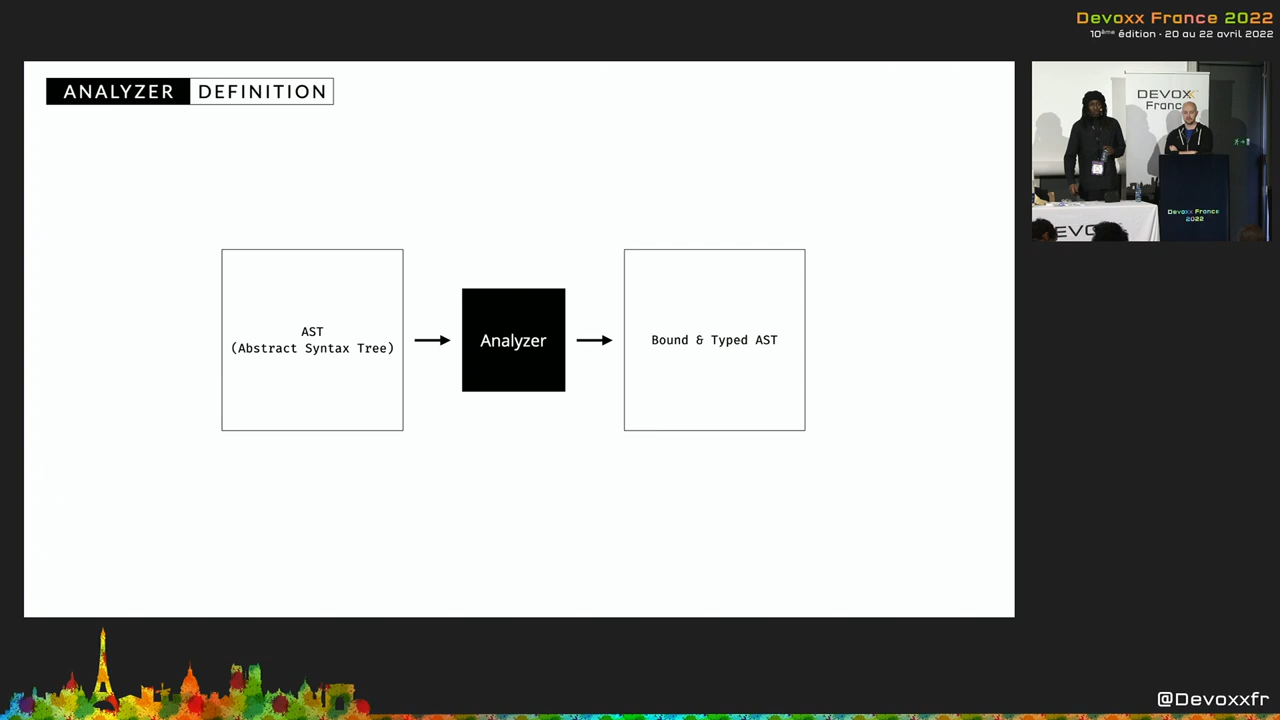 Devoxx France 2022
10ème édition • 20 au 22 avril 2022
ANALYZER DEFINITION
DEVOXX
France
AST
(Abstract Syntax Tree)
Analyzer
Bound & Typed AST
Devoxx France
2022
DEVOX
@Devoxxfr